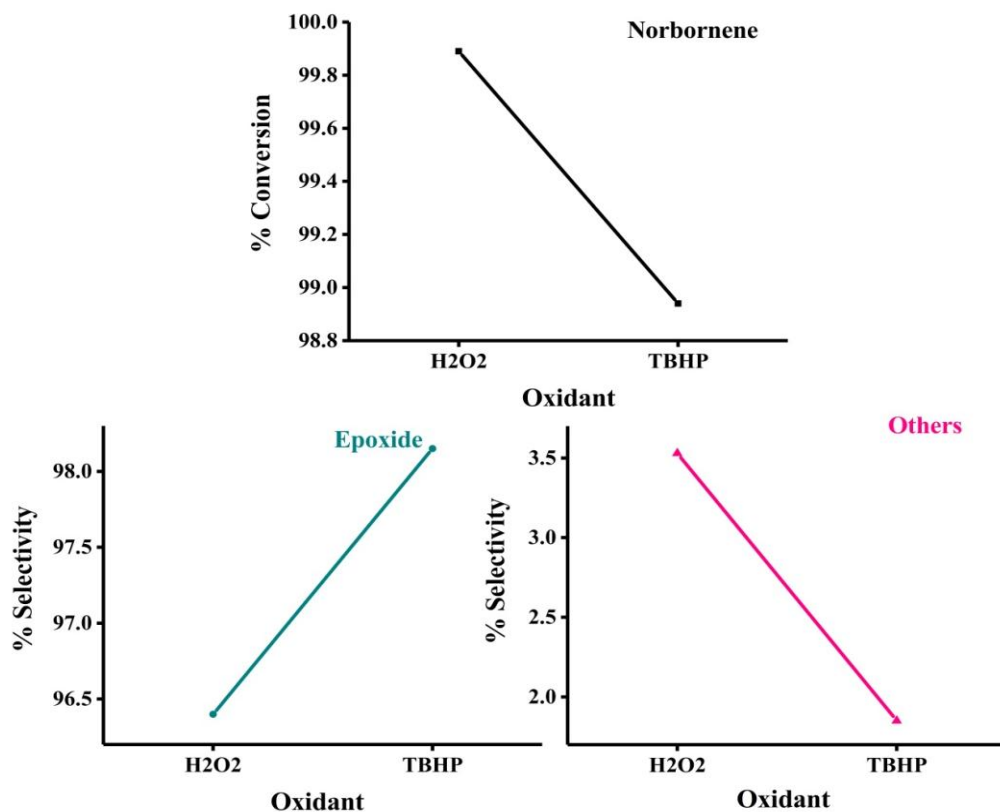 Norbornene
% Conversion
100.0
99.8
99.6
99.4
99.2
99.0
98.8
H2O2
TBHP
Oxidant
Epoxide
% Selectivity
98.0
97.5
97.0
96.5
H2O2
TBHP
Oxidant
Others
% Selectivity
3.5
3.0
2.5
2.0
H2O2
TBHP
Oxidant